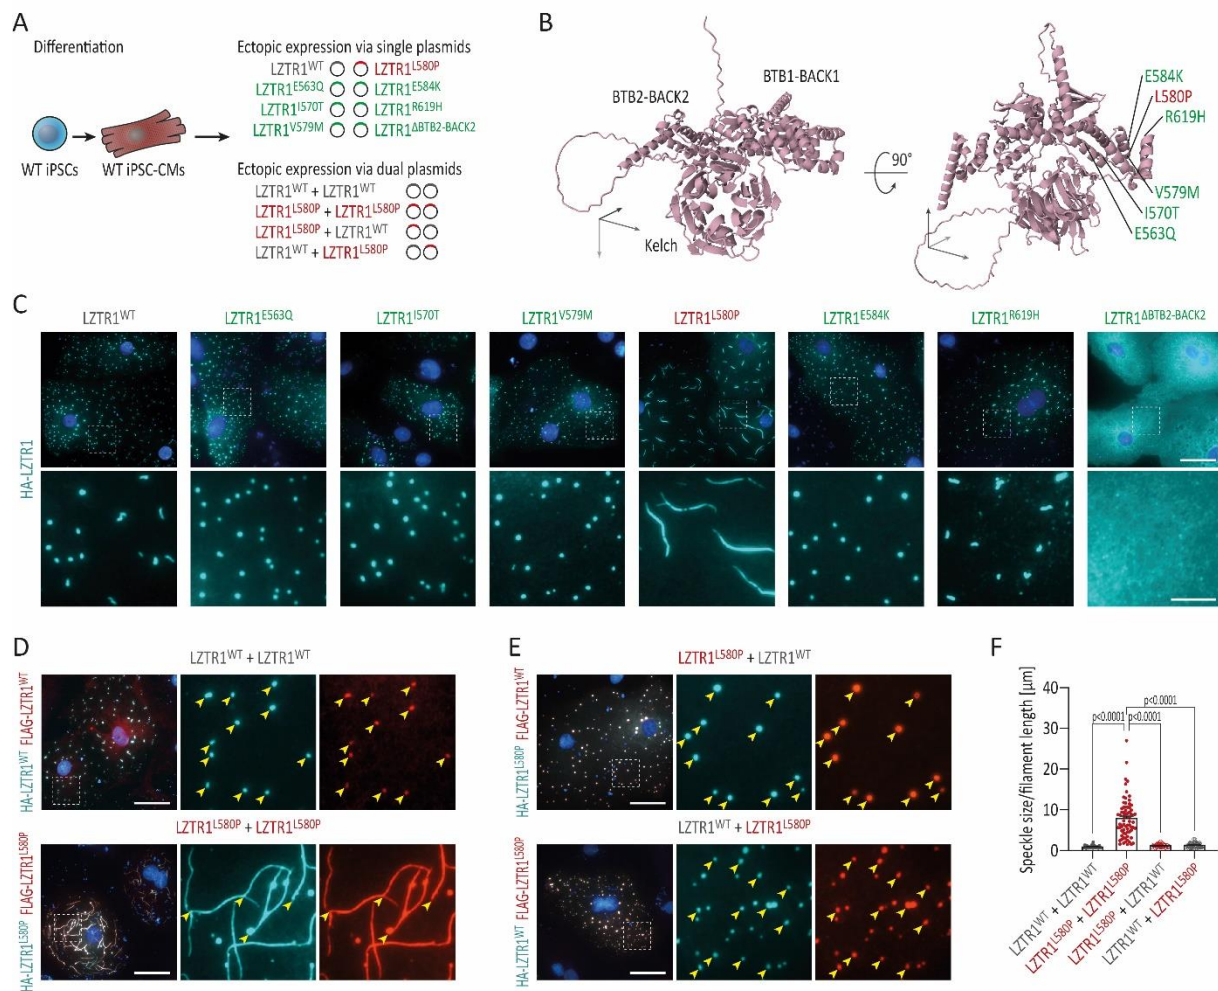 A
Differentiation
WT iPSCs
WT iPSC-CMs
Ectopic expression via single plasmids
LZTR1WT LZTR1L580P
LZTR1E563Q LZTR1E584K
LZTR1I570T LZTR1R619H
LZTR1V579M LZTR1ΔBTB2-BACK2
Ectopic expression via dual plasmids
LZTR1WT + LZTR1WT
LZTR1L580P + LZTR1L580P
LZTR1L580P + LZTR1WT
LZTR1WT + LZTR1L580P
B
BTB2-BACK2
BTB1-BACK1
Kelch
90°
E584K
L580P
R619H
V579M
I570T
E563Q
C
LZTR1WT
LZTR1E563Q
LZTR1I570T
LZTR1V579M
LZTR1L580P
LZTR1E584K
LZTR1R619H
LZTR1ΔBTB2-BACK2
HA-LZTR1
D
LZTR1WT + LZTR1WT
HA-LZTR1WT FLAG-LZTR1WT
LZTR1L580P + LZTR1L580P
HA-LZTR1L580P FLAG-LZTR1L580P
E
LZTR1L580P + LZTR1WT
HA-LZTR1L580P FLAG-LZTR1WT
LZTR1WT + LZTR1L580P
HA-LZTR1WT FLAG-LZTR1L580P
F
Speckle size/filament length [µm]
40
30
20
10
0
p<0.0001
p<0.0001
p<0.0001
LZTR1WT + LZTR1WT
LZTR1L580P + LZTR1L580P
LZTR1L580P + LZTR1WT
LZTR1WT + LZTR1L580P